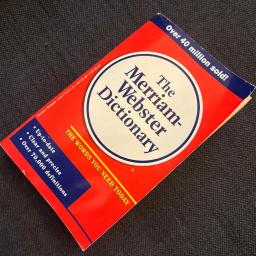 Over 40 million sold!
The
Merriam-
Webster
Dictionary
THE WORDS YOU NEED TODAY
• Up-to-date
• Clear and precise
• Over 70,000 definitions